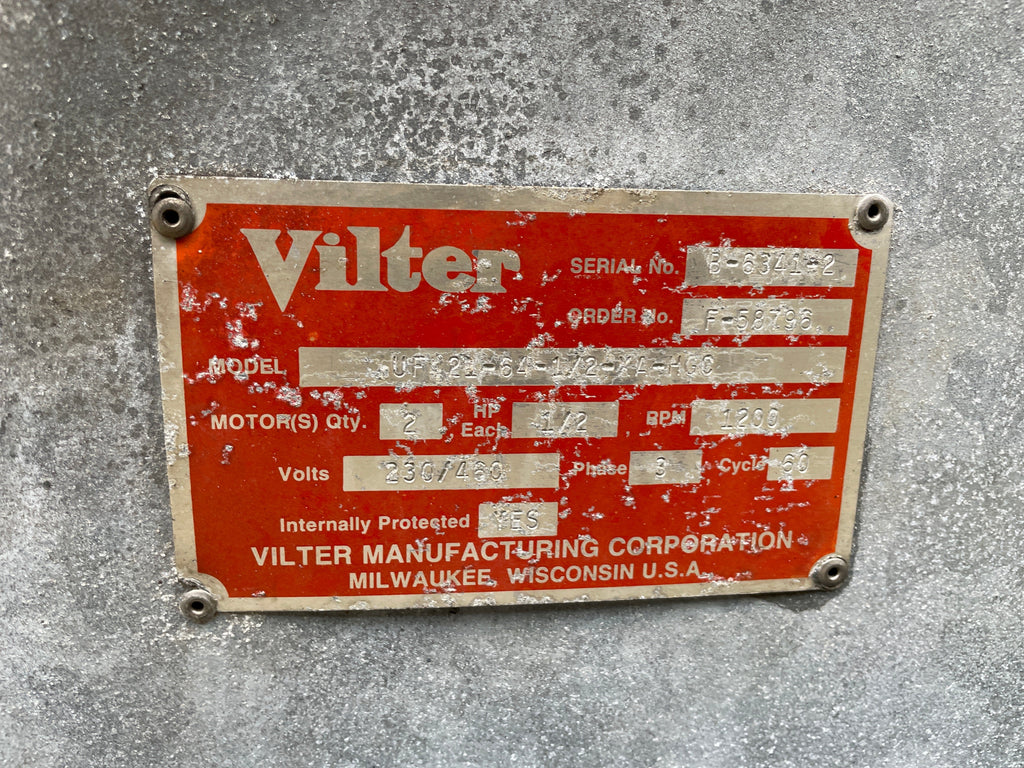 Vilter
SERIAL No. B-6341-2
ORDER No. F-58796
MODEL
MOTOR(S) Qty. 2 HP Each 1/2 RPM 1200
Volts 230/460 Phase 3 Cycle 60
Internally Protected YES
VILTER MANUFACTURING CORPORATION
MILWAUKEE, WISCONSIN U.S.A.